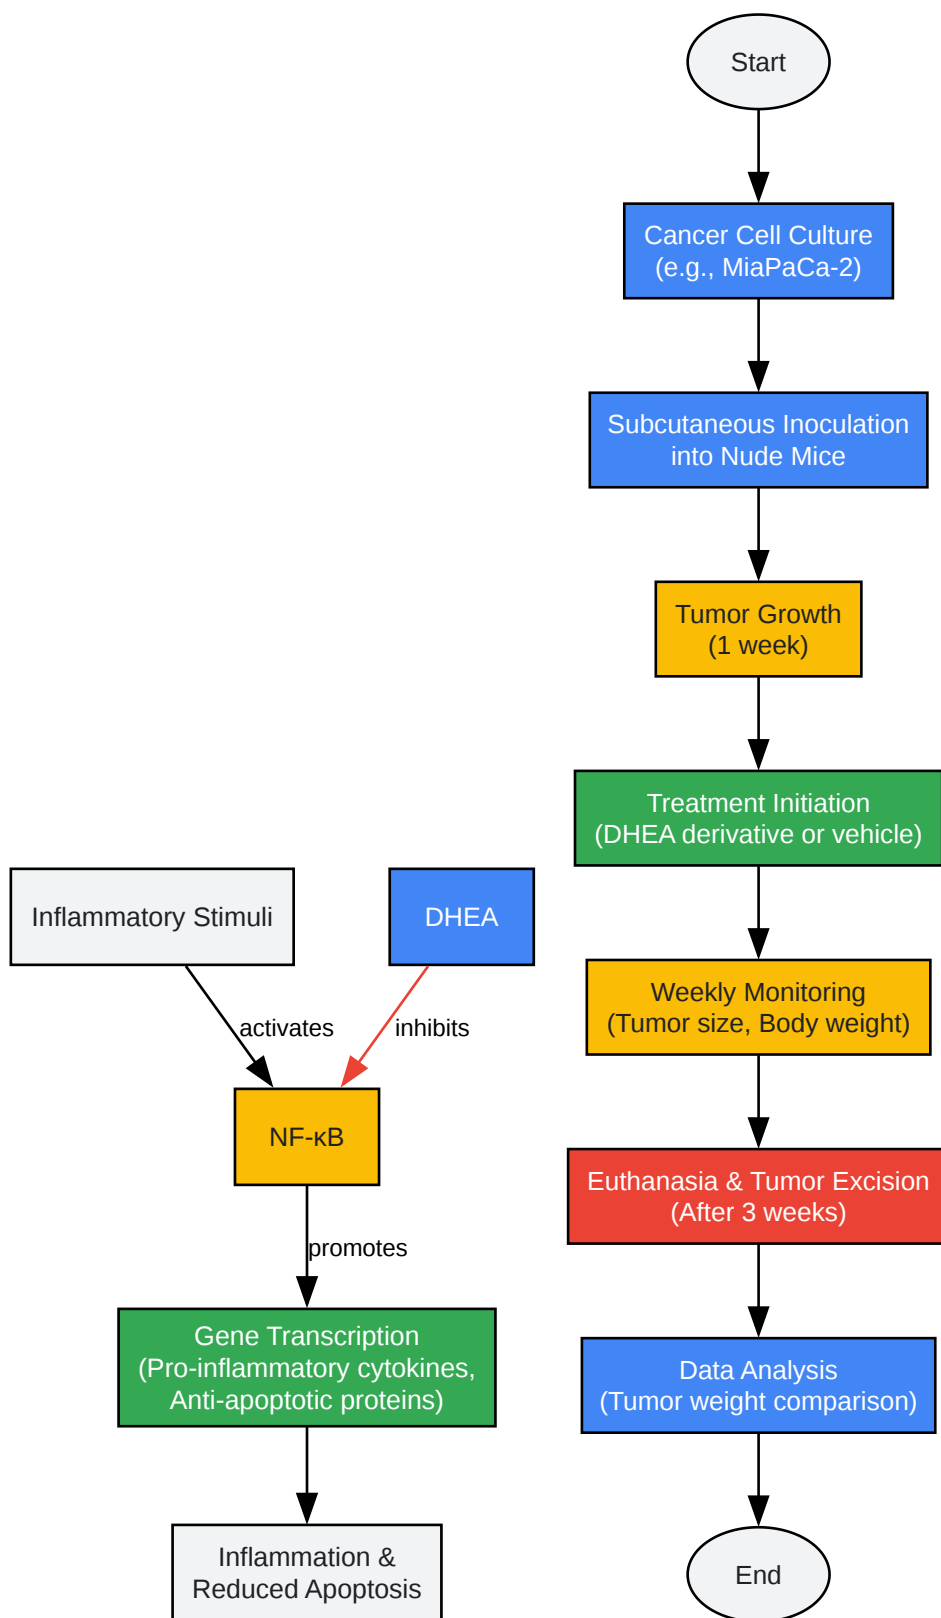 Start
Cancer Cell Culture
(e.g., MiaPaCa-2)
Subcutaneous Inoculation
into Nude Mice
Tumor Growth
(1 week)
Treatment Initiation
(DHEA derivative or vehicle)
Weekly Monitoring
(Tumor size, Body weight)
Euthanasia & Tumor Excision
(After 3 weeks)
Data Analysis
(Tumor weight comparison)
End
Inflammatory Stimuli
DHEA
activates
inhibits
NF-κB
promotes
Gene Transcription
(Pro-inflammatory cytokines,
Anti-apoptotic proteins)
Inflammation &
Reduced Apoptosis